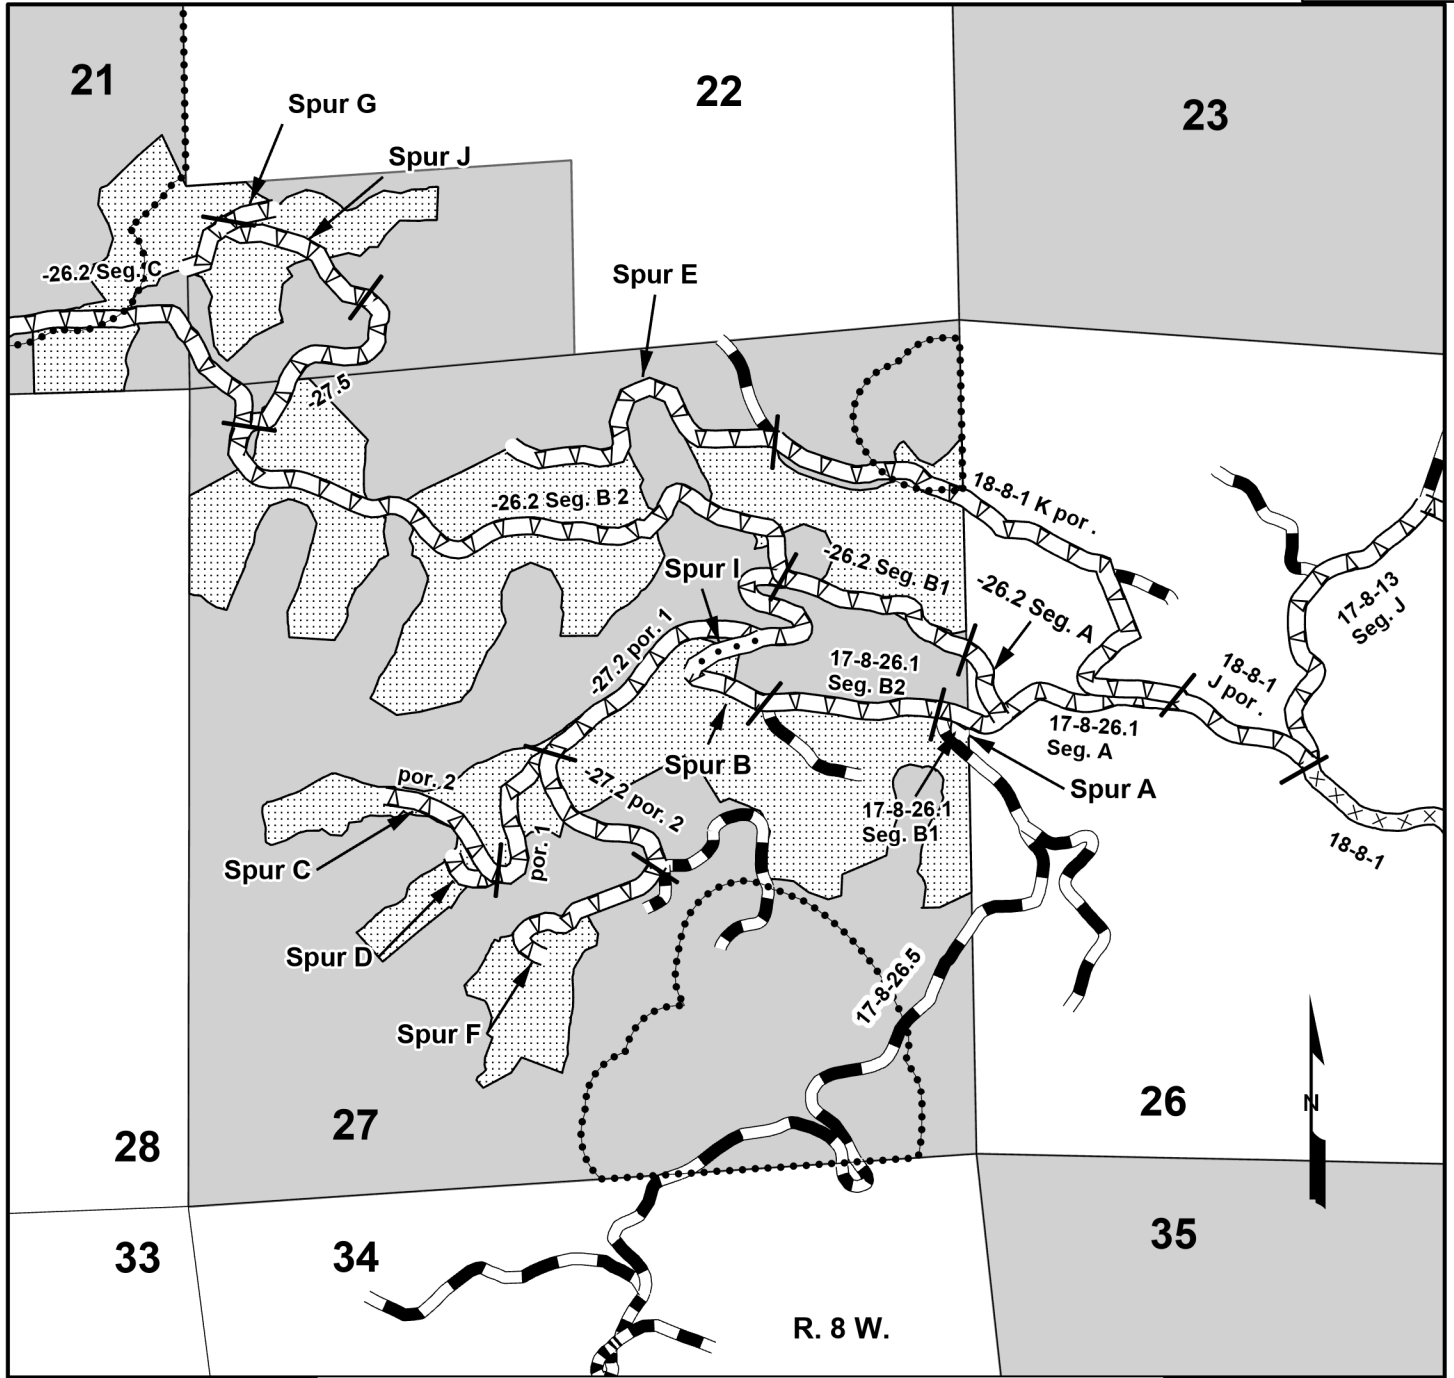 21
22
23
Spur G
Spur J
-26.2 Seg. C
Spur E
-27.5
18-8-1 K por .
-26.2 Seg. B 2
-26.2 Seg. B1
Spur I
-26.2 Seg. A
17-8-13
Seg. J
-27.2 por. 1
17-8-26.1
Seg. B2
18-8-1
J por .
17-8-26.1
Seg. A
Spur B
Spur A
por. 2
-27.2 por. 2
17-8-26.1
Seg. B1
por. 1
18-8-1
Spur C
Spur D
17-8-26.5
Spur F
27
26
N
28
33
34
35
R. 8 W.